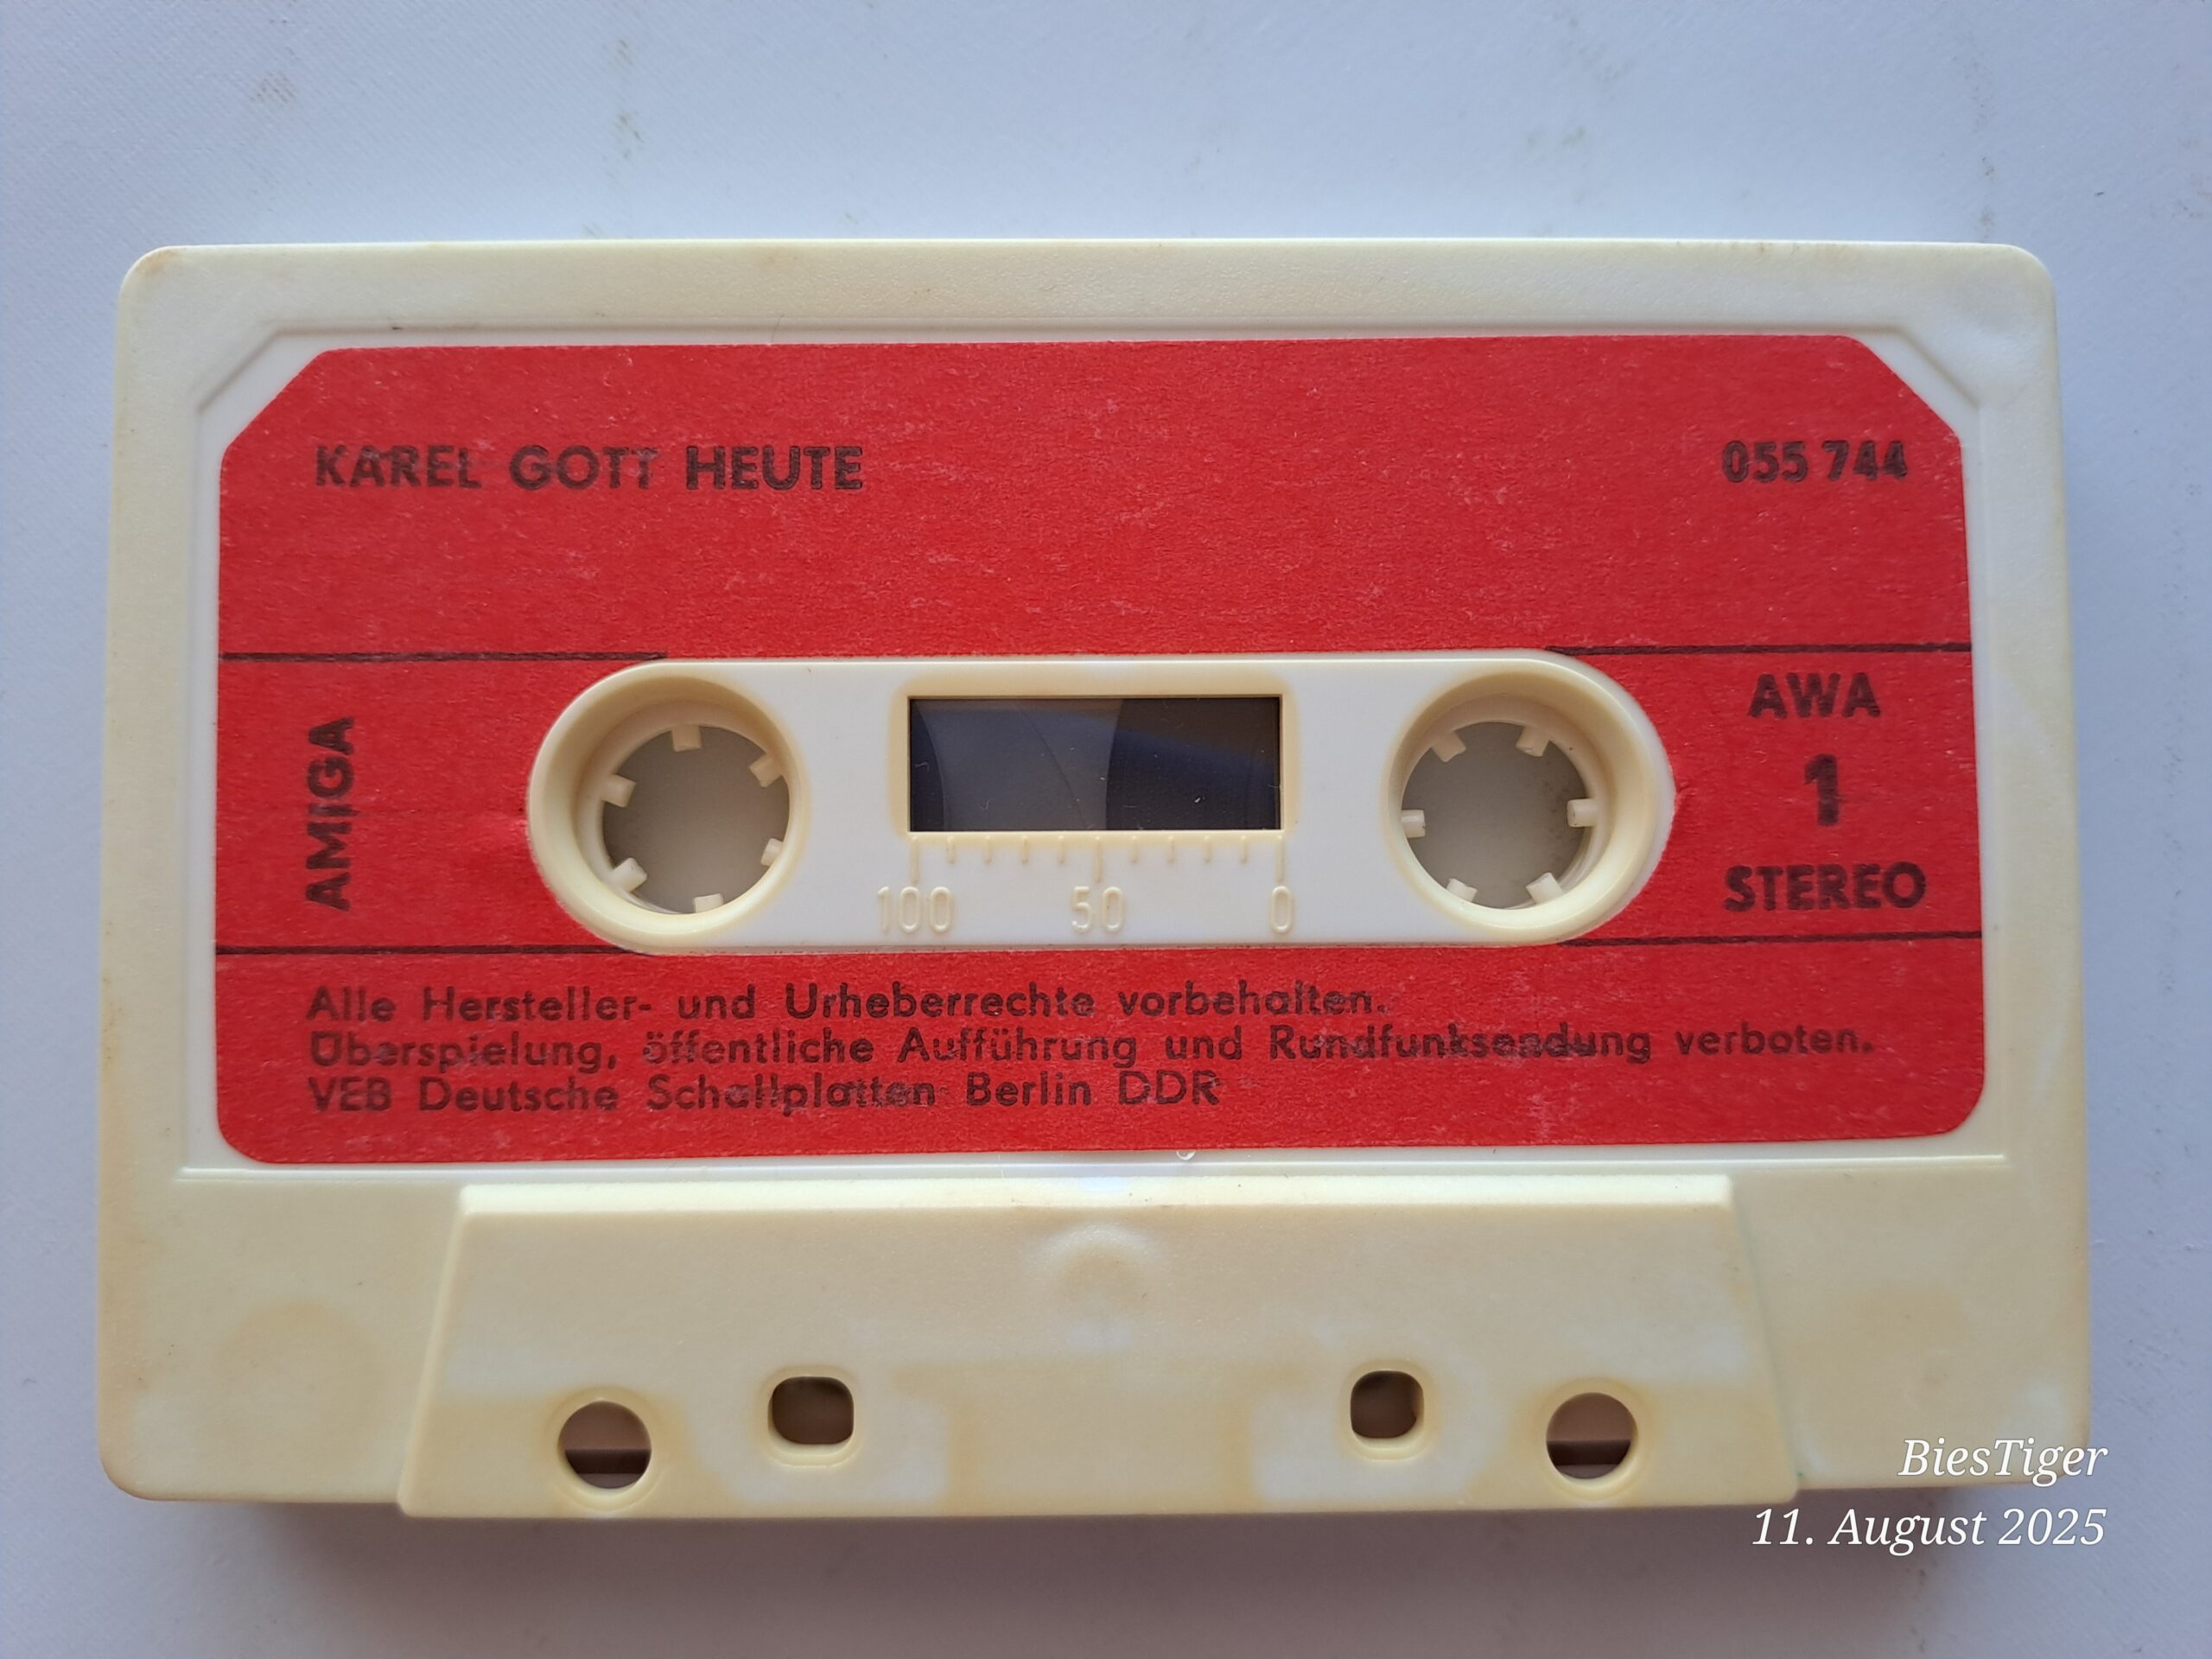 KAREL GOTT HEUTE
055 744
AMIGA
AWA
1
STEREO
100 50 0
Alle Hersteller- und Urheberrechte vorbehalten.
Überspielung, öffentliche Aufführung und Rundfunksendung verboten.
VEB Deutsche Schallplatten Berlin DDR
BiesTiger
11. August 2025